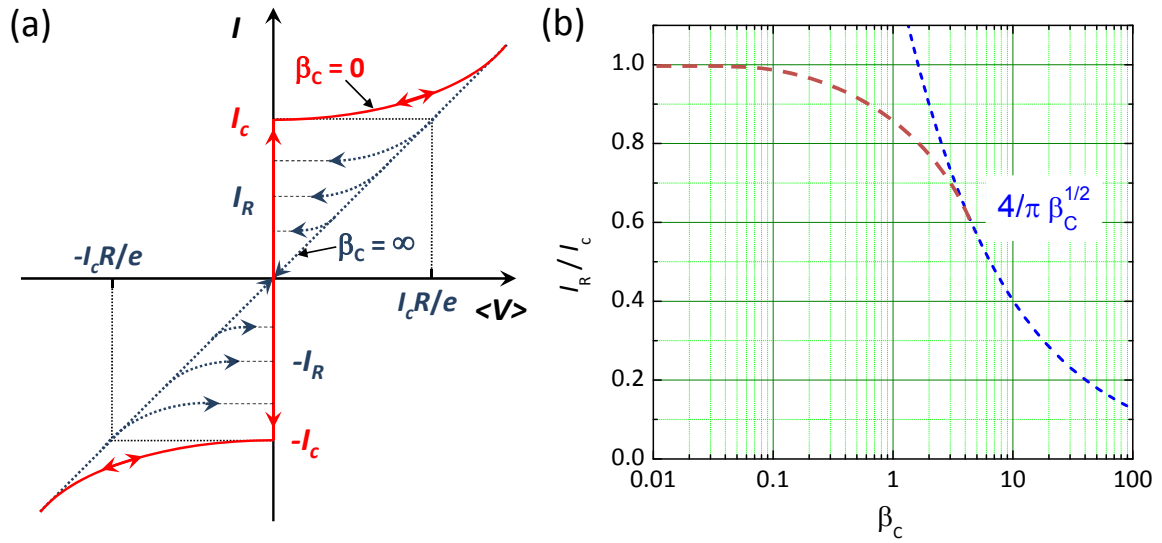 (a)
I
β_C = 0
I_c
I_R
β_C = ∞
-I_cR/e
I_cR/e
<V>
-I_R
-I_c
(b)
I_R / I_c
1.0
0.8
0.6
0.4
0.2
0.0
4/π β_C^{1/2}
0.01
0.1
1
10
100
β_C